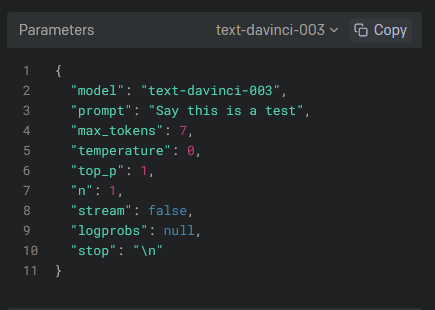 Parameters text-davinci-003 Copy
1 {
2 "model": "text-davinci-003",
3 "prompt": "Say this is a test",
4 "max_tokens": 7,
5 "temperature": 0,
6 "top_p": 1,
7 "n": 1,
8 "stream": false,
9 "logprobs": null,
10 "stop": "\n"
11 }